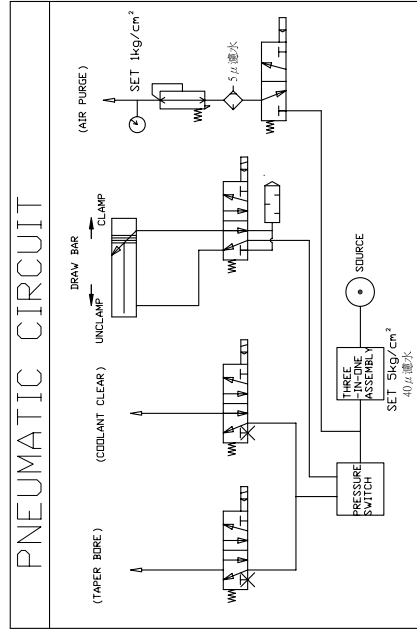 PNEUMATIC CIRCUIT
(TAPER BORE)
(COOLANT CLEAR)
DRAW BAR
UNCLAMP
CLAMP
(AIR PURGE)
SET 1kg/cm²
5μ濾水
PRESSURE
SWITCH
THREE
-IN-ONE
ASSEMBLY
SET 5kg/cm²
40μ濾水
SOURCE